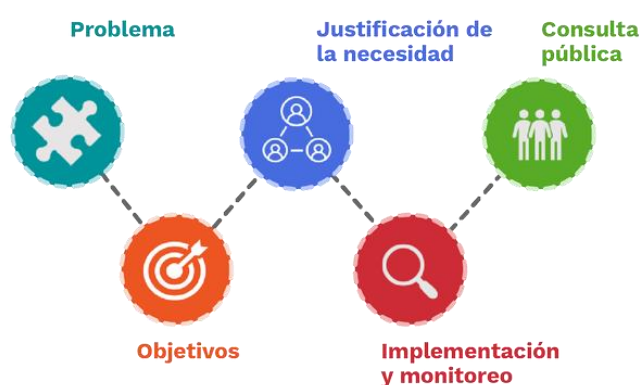 Problema
Objetivos
Justificación de
la necesidad
Implementación
y monitoreo
Consulta
pública